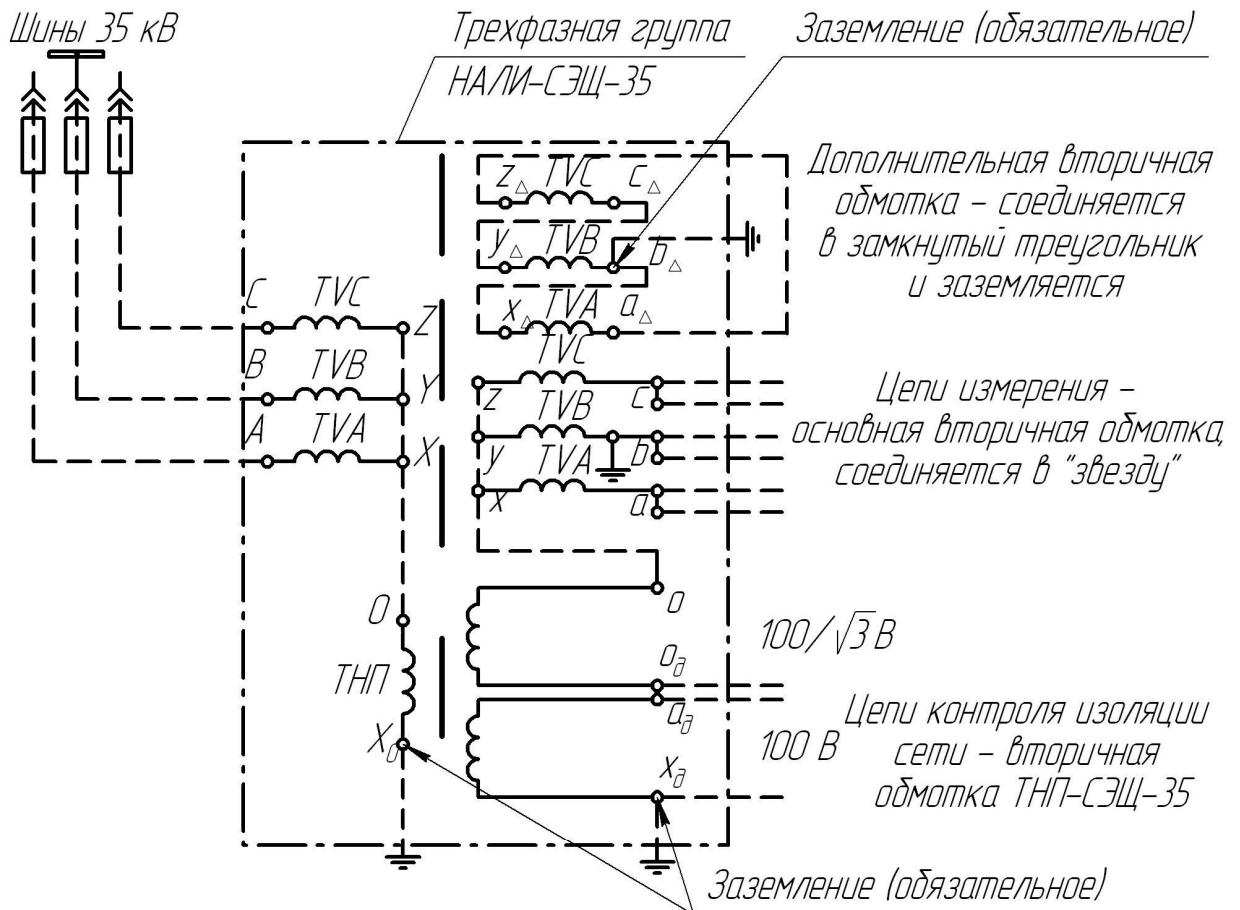 Шины 35 кВ
Трехфазная группа
НАЛИ-СЭЩ-35
Заземление (обязательное)
Дополнительная вторичная
обмотка - соединяется
в замкнутый треугольник
и заземляется
z△ TVC c△
y△ TVB b△
x△ TVA a△
C TVC Z
B TVB Y
A TVA X
TVC
z c
TVB
y b
TVA
x a
Цепи измерения -
основная вторичная обмотка,
соединяется в "звезду"
O
ТНП
Xд
o
oд
100/√3 В
aд
100 В
xд
Цепи контроля изоляции
сети - вторичная
обмотка ТНП-СЭЩ-35
Заземление (обязательное)